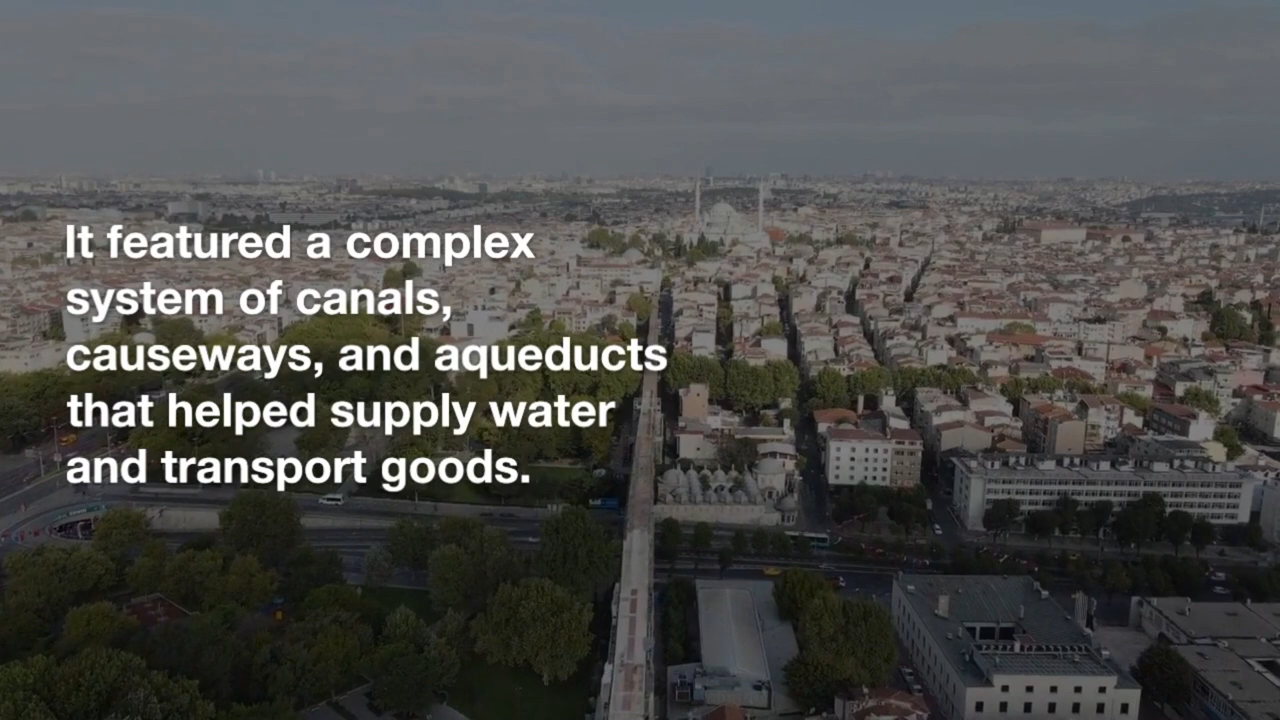 It featured a complex
system of canals,
causeways, and aqueducts
that helped supply water
and transport goods.